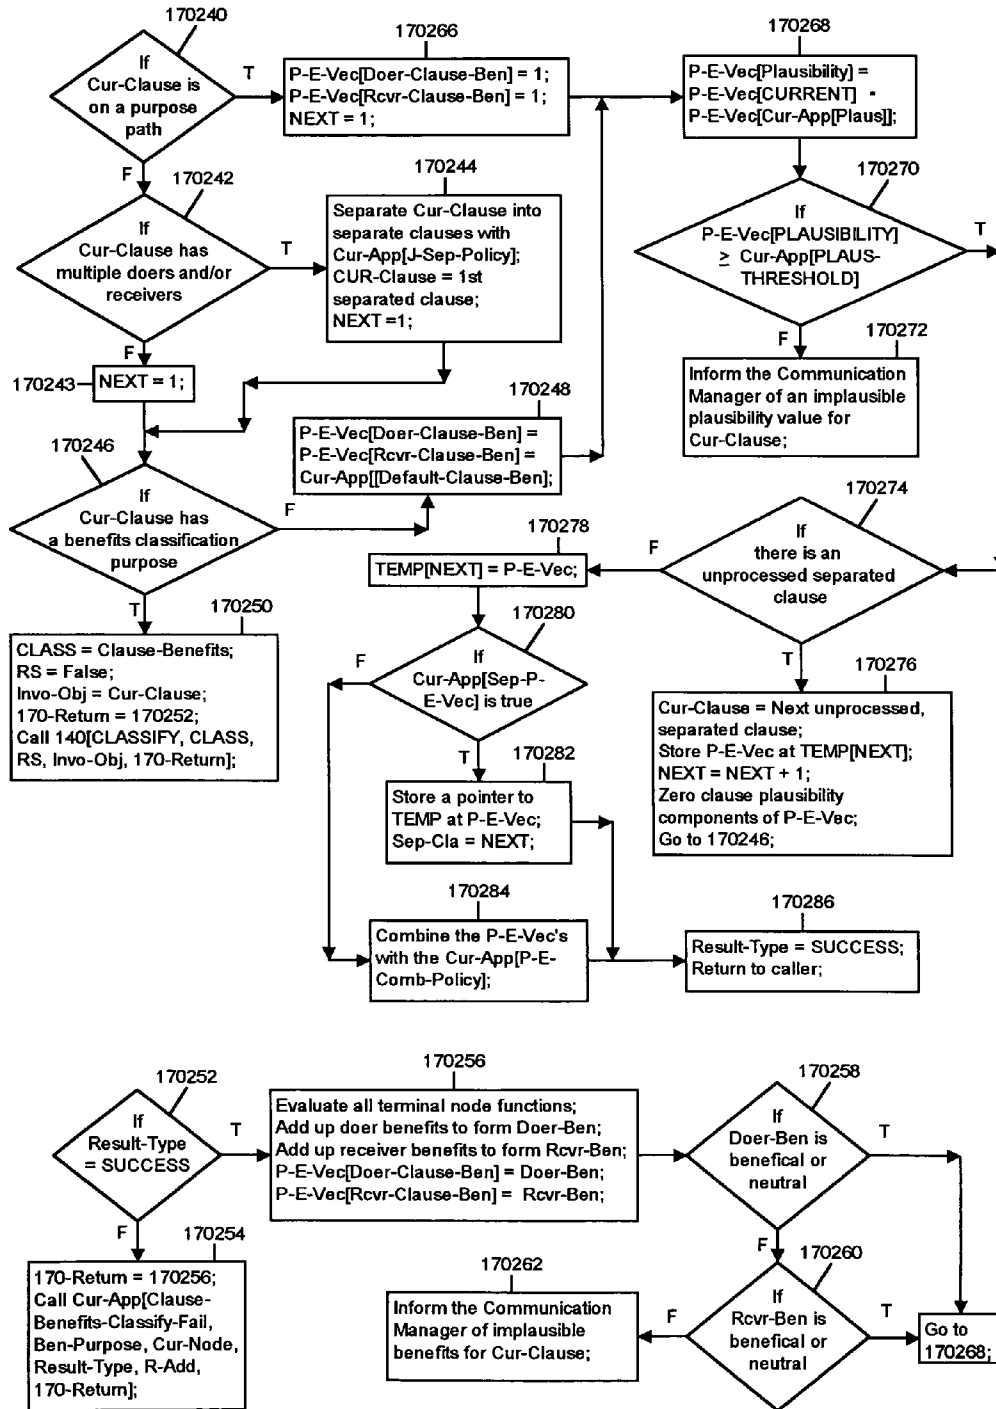 170240
If
Cur-Clause is
on a purpose
path
T
F
170266
P-E-Vec[Doer-Clause-Ben] = 1;
P-E-Vec[Rcvr-Clause-Ben] = 1;
NEXT = 1;
170268
P-E-Vec[Plausibility] =
P-E-Vec[CURRENT] -
P-E-Vec[Cur-App[Plaus]];
170242
If
Cur-Clause has
multiple doers and/or
receivers
T
F
170244
Separate Cur-Clause into
separate clauses with
Cur-App[J-Sep-Policy];
CUR-Clause = 1st
separated clause;
NEXT =1;
170270
If
P-E-Vec[PLAUSIBILITY]
≥ Cur-App[PLAUS-
THRESHOLD]
T
F
170272
Inform the Communication
Manager of an implausible
plausibility value for
Cur-Clause;
170243
NEXT = 1;
170246
If
Cur-Clause has
a benefits classification
purpose
F
T
170248
P-E-Vec[Doer-Clause-Ben] =
P-E-Vec[Rcvr-Clause-Ben] =
Cur-App[[Default-Clause-Ben];
170274
If
there is an
unprocessed separated
clause
F
T
170278
TEMP[NEXT] = P-E-Vec;
170250
CLASS = Clause-Benefits;
RS = False;
Invo-Obj = Cur-Clause;
170-Return = 170252;
Call 140[CLASSIFY, CLASS,
RS, Invo-Obj, 170-Return];
170280
If
Cur-App[Sep-P-
E-Vec] is true
F
T
170276
Cur-Clause = Next unprocessed,
separated clause;
Store P-E-Vec at TEMP[NEXT];
NEXT = NEXT + 1;
Zero clause plausibility
components of P-E-Vec;
Go to 170246;
170282
Store a pointer to
TEMP at P-E-Vec;
Sep-Cla = NEXT;
170284
Combine the P-E-Vec's
with the Cur-App[P-E-
Comb-Policy];
170286
Result-Type = SUCCESS;
Return to caller;
170252
If
Result-Type
= SUCCESS
T
F
170256
Evaluate all terminal node functions;
Add up doer benefits to form Doer-Ben;
Add up receiver benefits to form Rcvr-Ben;
P-E-Vec[Doer-Clause-Ben] = Doer-Ben;
P-E-Vec[Rcvr-Clause-Ben] = Rcvr-Ben;
170258
If
Doer-Ben is
benefical or
neutral
T
F
170254
170-Return = 170256;
Call Cur-App[Clause-
Benefits-Classify-Fail,
Ben-Purpose, Cur-Node,
Result-Type, R-Add,
170-Return];
170262
Inform the Communication
Manager of implausible
benefits for Cur-Clause;
170260
If
Rcvr-Ben is
benefical or
neutral
F
T
Go to
170268;